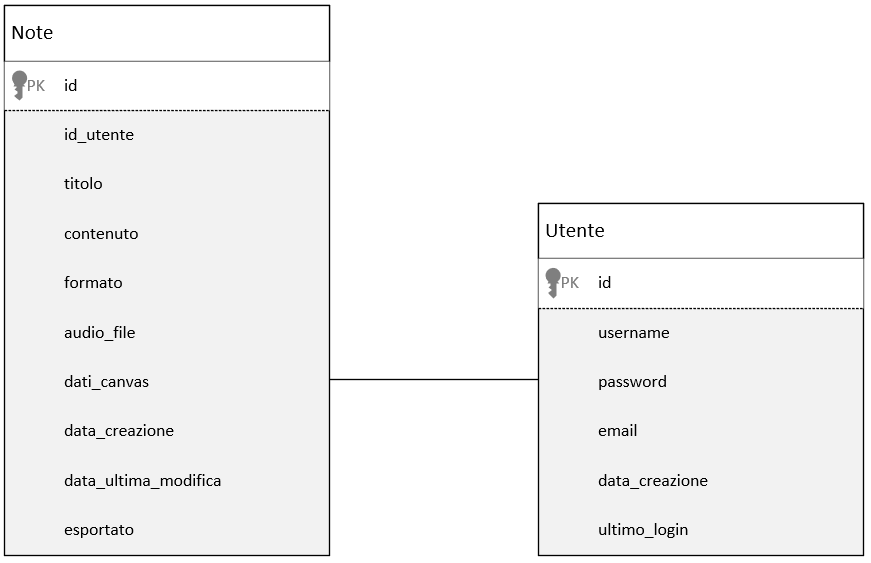 Note
PK id
id_utente
titolo
contenuto
formato
audio_file
dati_canvas
data_creazione
data_ultima_modifica
esportato
Utente
PK id
username
password
email
data_creazione
ultimo_login